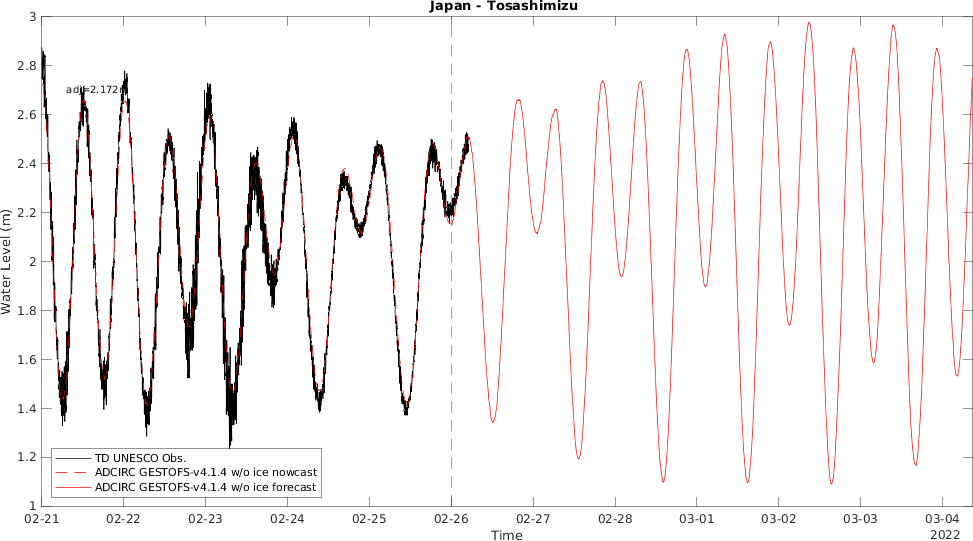 Japan - Tosashimizu
3
2.8
2.6
2.4
2.2
2
1.8
1.6
1.4
1.2
1
Water Level (m)
adj=2.172m
TD UNESCO Obs.
ADCIRC GESTOFS-v4.1.4 w/o ice nowcast
ADCIRC GESTOFS-v4.1.4 w/o ice forecast
02-21 02-22 02-23 02-24 02-25 02-26 02-27 02-28 03-01 03-02 03-03 03-04
Time 2022